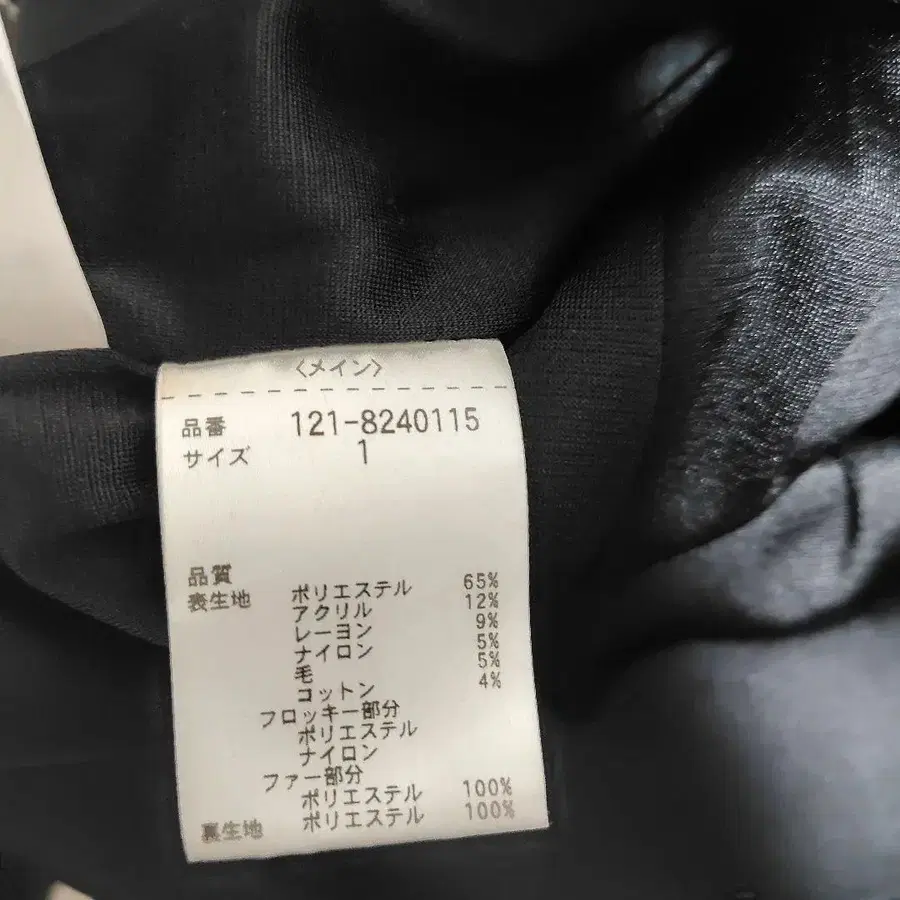 〈メイン〉
品番 121-8240115
サイズ 1
品質
表生地 ポリエステル 65%
アクリル 12%
レーヨン 9%
ナイロン 5%
毛 5%
コットン 4%
フロッキー部分
ポリエステル
ナイロン
ファー部分
ポリエステル 100%
裏生地 ポリエステル 100%